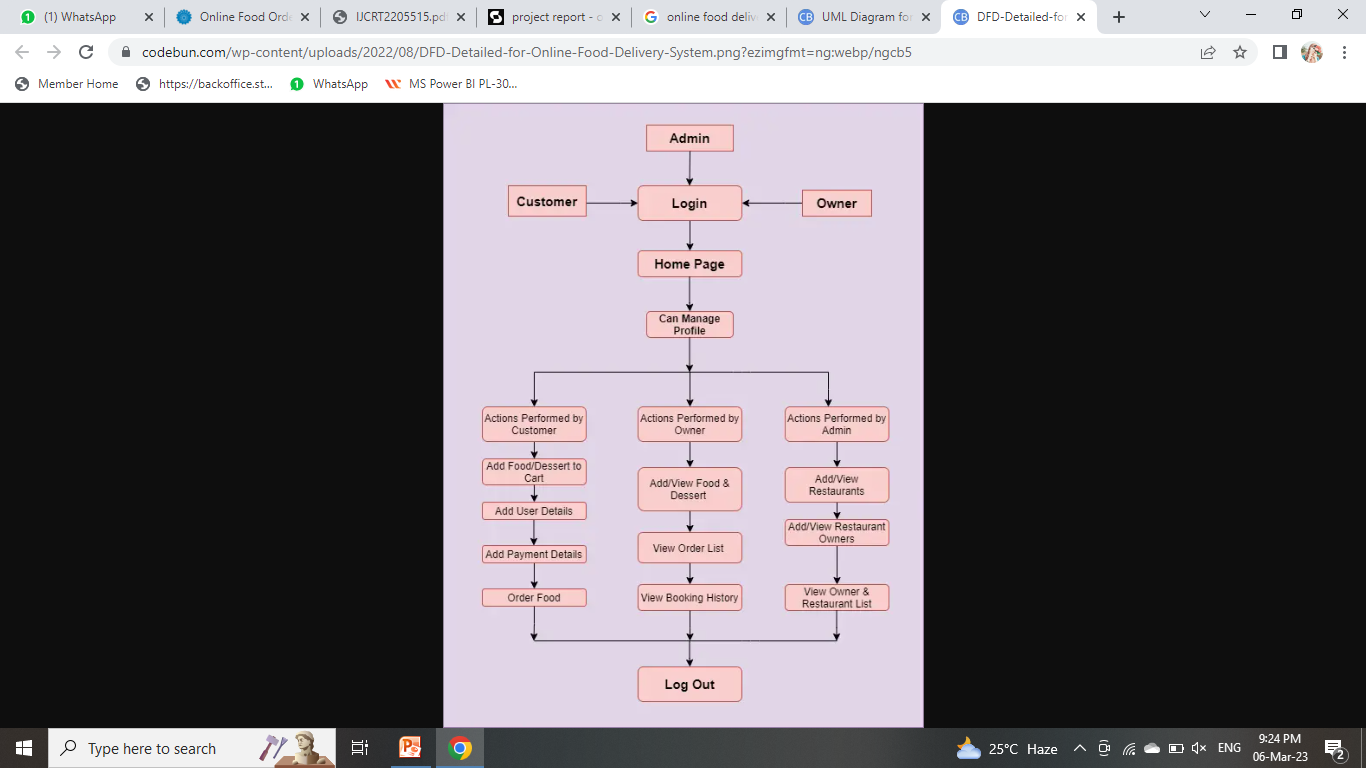 (1) WhatsApp
Online Food Orde
IJCRT2205515.pd
project report - o
online food deliv
UML Diagram for
DFD-Detailed-for
codebun.com/wp-content/uploads/2022/08/DFD-Detailed-for-Online-Food-Delivery-System.png?ezimgfmt=ng:webp/ngcb5
Member Home
https://backoffice.st...
1
WhatsApp
MS Power BI PL-30...
Admin
Customer
Login
Owner
Home Page
Can Manage
Profile
Actions Performed by
Customer
Add Food/Dessert to
Cart
Add User Details
Add Payment Details
Order Food
Actions Performed by
Owner
Add/View Food &
Dessert
View Order List
View Booking History
Actions Performed by
Admin
Add/View
Restaurants
Add/View Restaurant
Owners
View Owner &
Restaurant List
Log Out
Type here to search
25°C Haze
ENG
9:24 PM
06-Mar-23
2